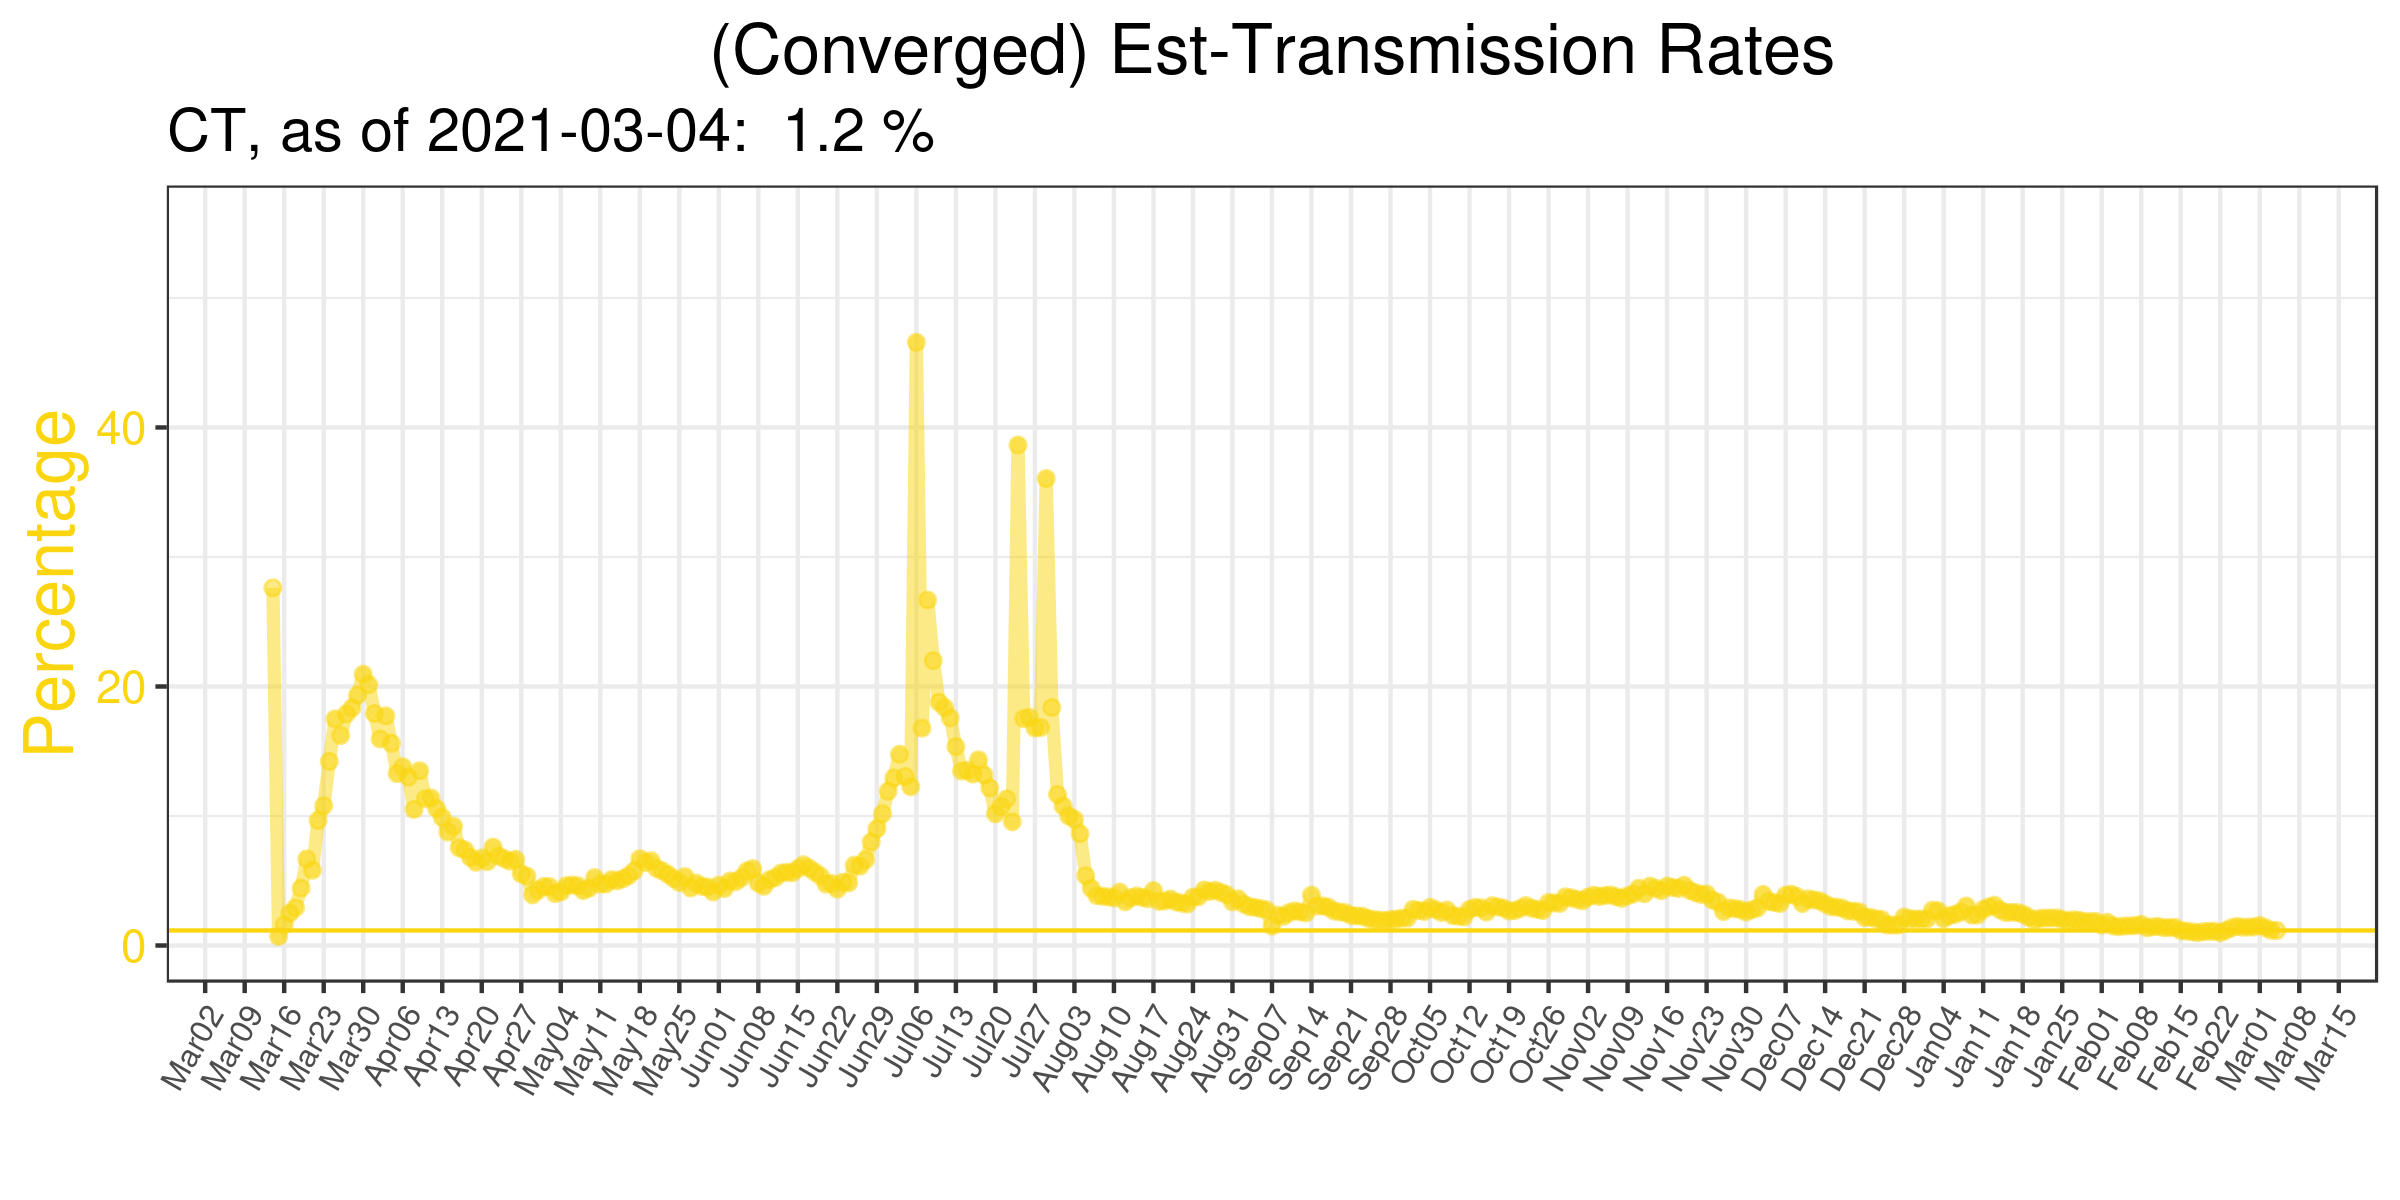 (Converged) Est-Transmission Rates
CT, as of 2021-03-04:  1.2 %
Percentage
40
20
0
Mar02
Mar09
Mar16
Mar23
Mar30
Apr06
Apr13
Apr20
Apr27
May04
May11
May18
May25
Jun01
Jun08
Jun15
Jun22
Jun29
Jul06
Jul13
Jul20
Jul27
Aug03
Aug10
Aug17
Aug24
Aug31
Sep07
Sep14
Sep21
Sep28
Oct05
Oct12
Oct19
Oct26
Nov02
Nov09
Nov16
Nov23
Nov30
Dec07
Dec14
Dec21
Dec28
Jan04
Jan11
Jan18
Jan25
Feb01
Feb08
Feb15
Feb22
Mar01
Mar08
Mar15